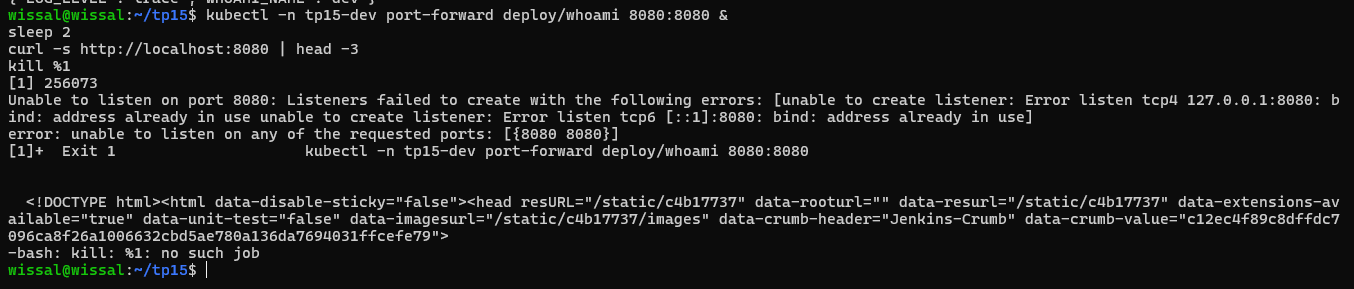 { "LOG_LEVEL": "trace", "WHOAMI_NAME": "dev" }
wissal@wissal:~/tp15$ kubectl -n tp15-dev port-forward deploy/whoami 8080:8080 &
sleep 2
curl -s http://localhost:8080 | head -3
kill %1
[1] 256073
Unable to listen on port 8080: Listeners failed to create with the following errors: [unable to create listener: Error listen tcp4 127.0.0.1:8080: b
ind: address already in use unable to create listener: Error listen tcp6 [::1]:8080: bind: address already in use]
error: unable to listen on any of the requested ports: [{8080 8080}]
[1]+  Exit 1                  kubectl -n tp15-dev port-forward deploy/whoami 8080:8080
  <!DOCTYPE html><html data-disable-sticky="false"><head resURL="/static/c4b17737" data-rooturl="" data-resurl="/static/c4b17737" data-extensions-av
ailable="true" data-unit-test="false" data-imagesurl="/static/c4b17737/images" data-crumb-header="Jenkins-Crumb" data-crumb-value="c12ec4f89c8dffdc7
096ca8f26a1006632cbd5ae780a136da7694031ffcefe79">
-bash: kill: %1: no such job
wissal@wissal:~/tp15$